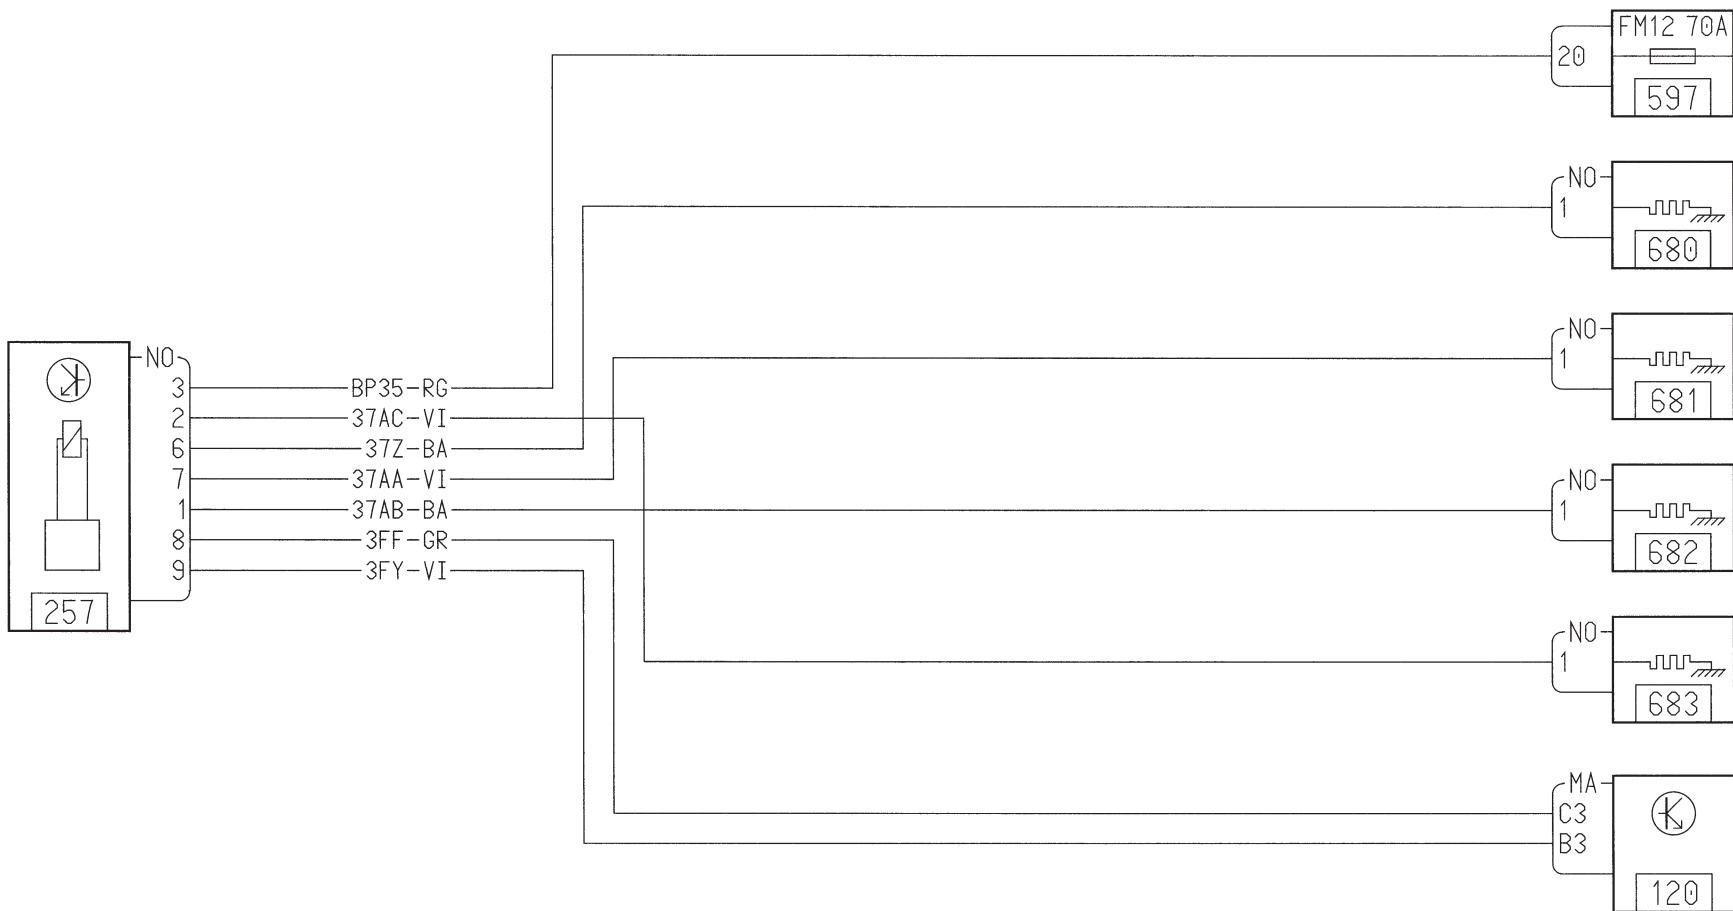 FM12 70A
20
597
NO
1
680
NO
1
681
NO
3 BP35-RG
2 37AC-VI
6 37Z-BA
7 37AA-VI
1 37AB-BA
8 3FF-GR
9 3FY-VI
257
NO
1
682
NO
1
683
MA
C3
B3
120